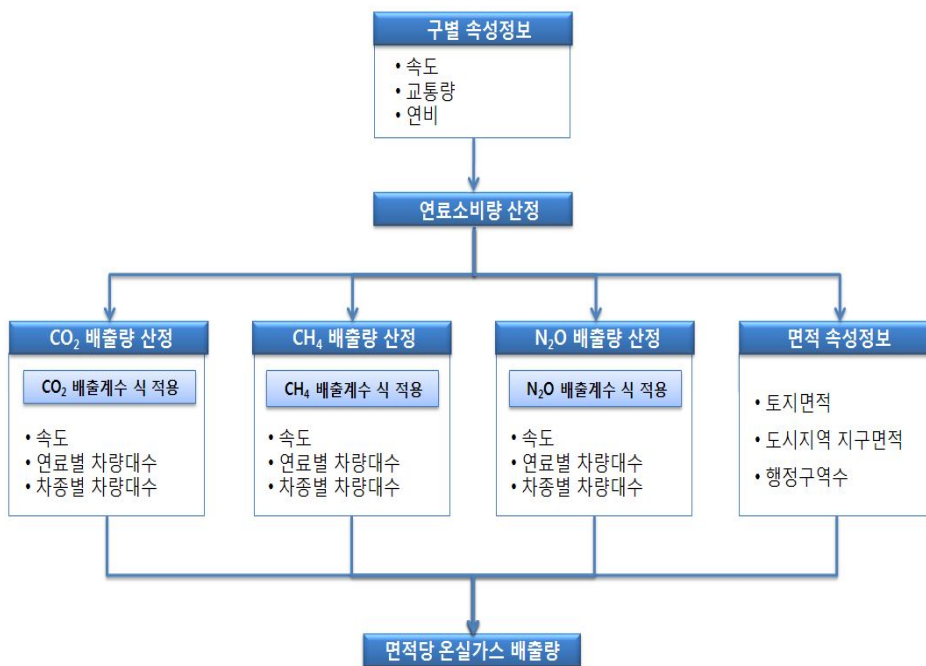 구별 속성정보
• 속도
• 교통량
• 연비
연료소비량 산정
CO₂ 배출량 산정
CO₂ 배출계수 식 적용
• 속도
• 연료별 차량대수
• 차종별 차량대수
CH₄ 배출량 산정
CH₄ 배출계수 식 적용
• 속도
• 연료별 차량대수
• 차종별 차량대수
N₂O 배출량 산정
N₂O 배출계수 식 적용
• 속도
• 연료별 차량대수
• 차종별 차량대수
면적 속성정보
• 토지면적
• 도시지역 지구면적
• 행정구역수
면적당 온실가스 배출량